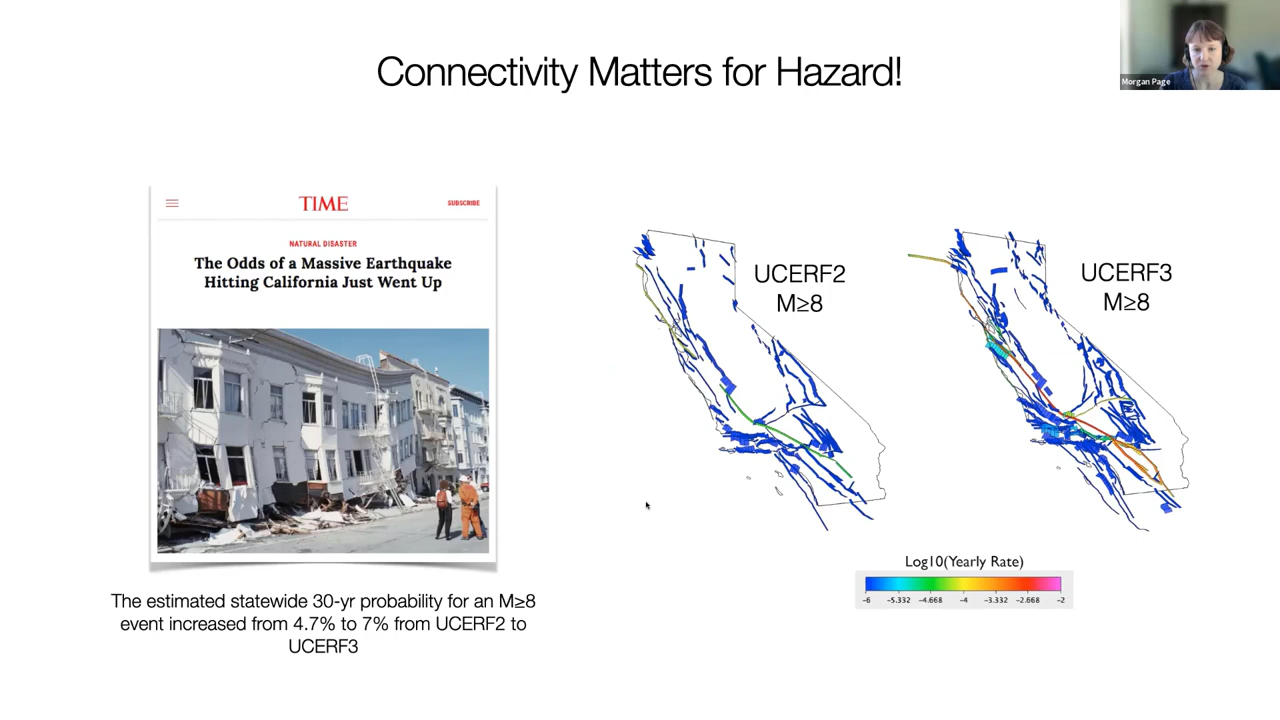 Connectivity Matters for Hazard!
Morgan Page
TIME
SUBSCRIBE
NATURAL DISASTER
The Odds of a Massive Earthquake
Hitting California Just Went Up
The estimated statewide 30-yr probability for an M≥8
event increased from 4.7% to 7% from UCERF2 to
UCERF3
UCERF2
M≥8
UCERF3
M≥8
Log10(Yearly Rate)
-6 -5.332 -4.668 -4 -3.332 -2.668 -2